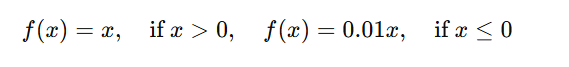 f(x) = x, if x > 0, f(x) = 0.01x, if x ≤ 0